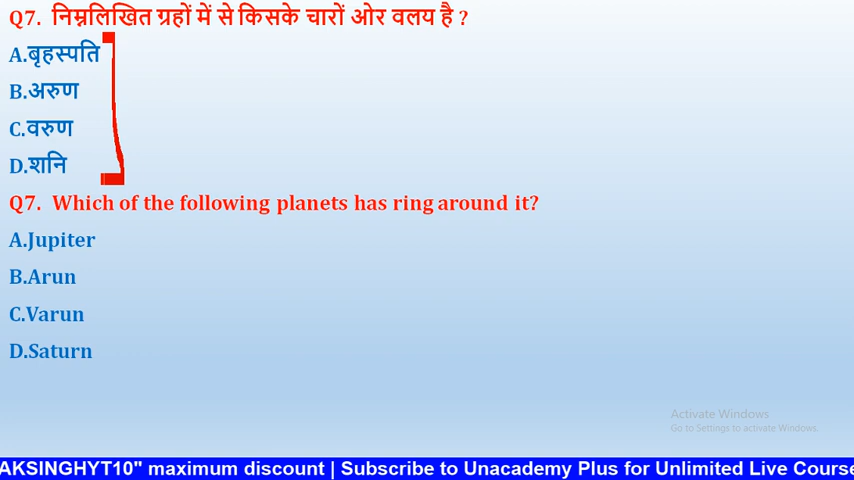 Q7. निम्नलिखित ग्रहों में से किसके चारों ओर वलय है ?
A.बृहस्पति
B.अरुण
C.वरुण
D.शनि
Q7. Which of the following planets has ring around it?
A.Jupiter
B.Arun
C.Varun
D.Saturn
Activate Windows
Go to Settings to activate Windows.
AKSINGHYT10" maximum discount | Subscribe to Unacademy Plus for Unlimited Live Course